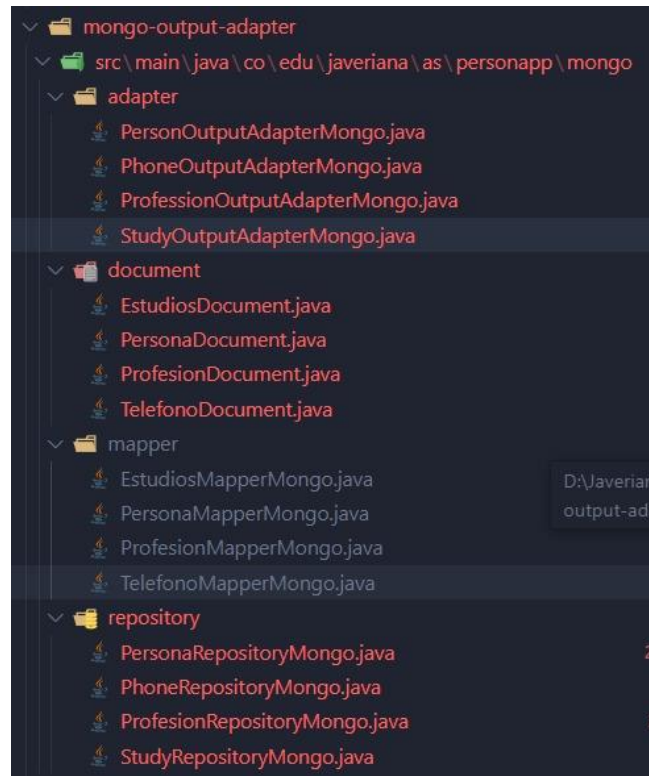 mongo-output-adapter
src\main\java\co\edu\javeriana\as\personapp\mongo
adapter
PersonOutputAdapterMongo.java
PhoneOutputAdapterMongo.java
ProfessionOutputAdapterMongo.java
StudyOutputAdapterMongo.java
document
EstudiosDocument.java
PersonaDocument.java
ProfesionDocument.java
TelefonoDocument.java
mapper
EstudiosMapperMongo.java D:\Javerian
PersonaMapperMongo.java output-ad
ProfesionMapperMongo.java
TelefonoMapperMongo.java
repository
PersonaRepositoryMongo.java
PhoneRepositoryMongo.java
ProfesionRepositoryMongo.java
StudyRepositoryMongo.java